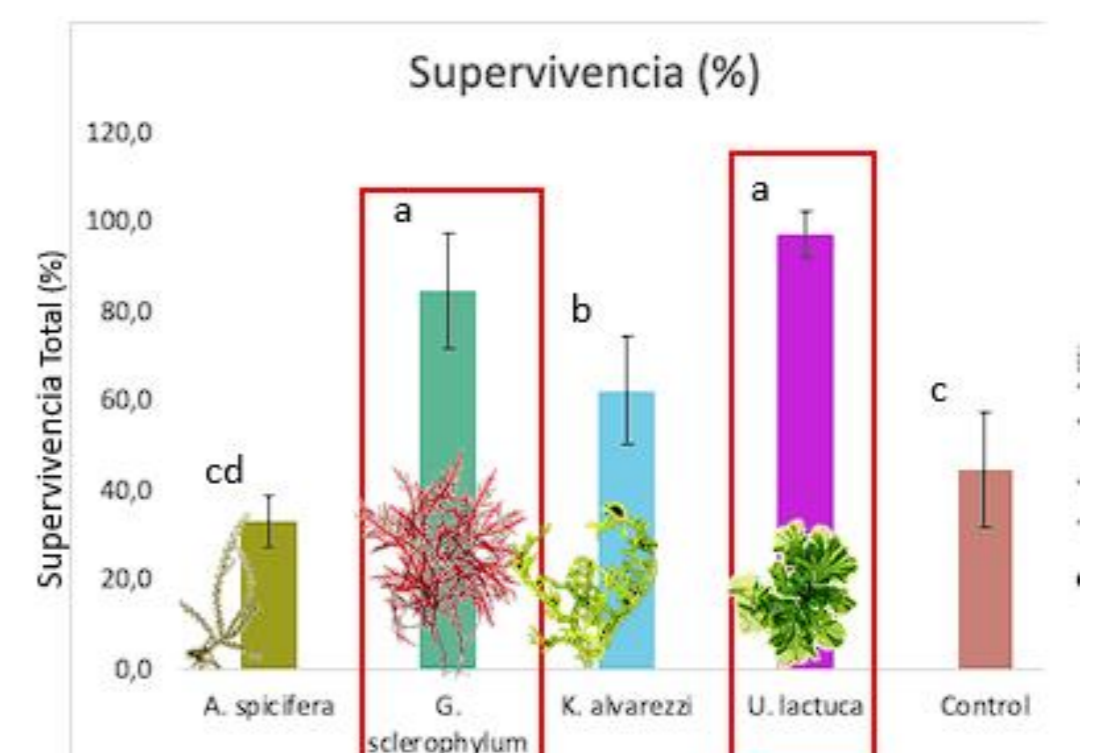 Supervivencia (%)
Supervivencia Total (%)
120,0
100,0
80,0
60,0
40,0
20,0
0,0
cd
a
b
a
c
A. spicifera
G.
sclerophylum
K. alvarezzi
U. lactuca
Control